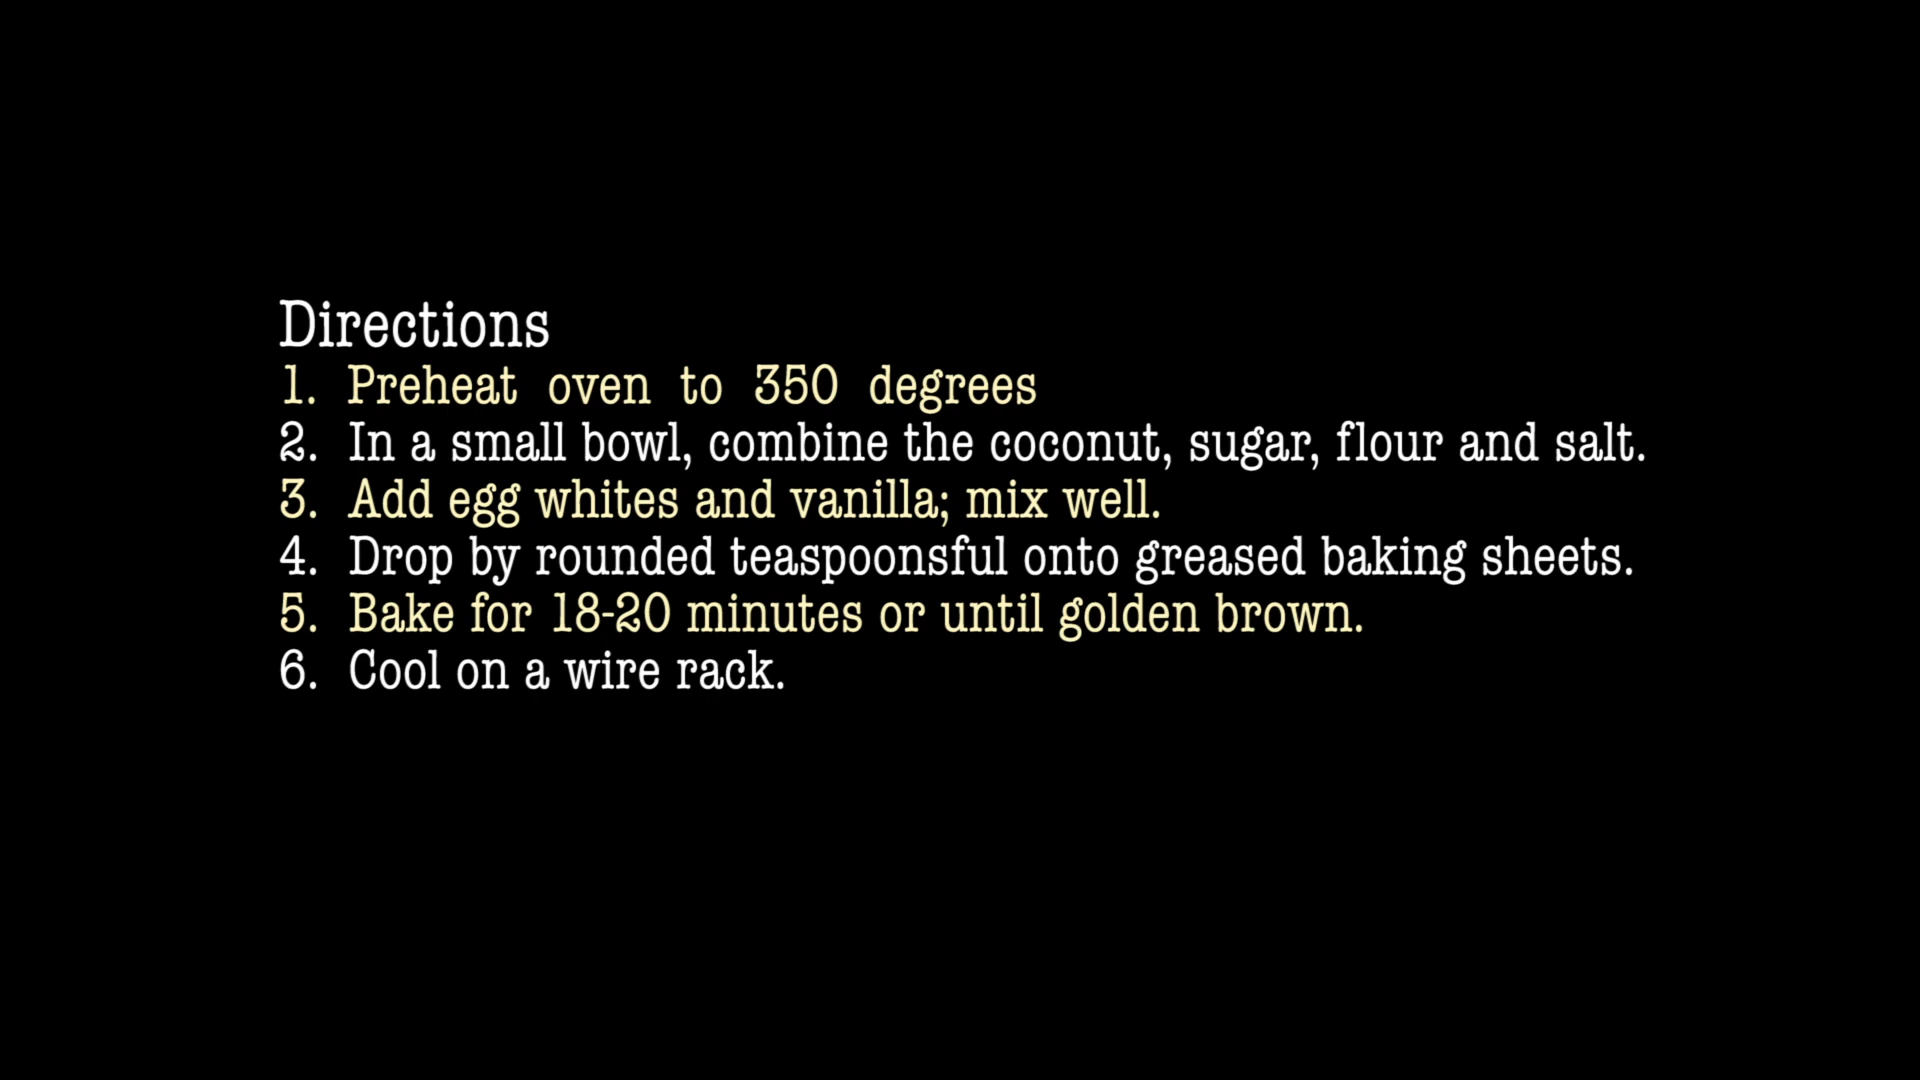 Directions
1. Preheat oven to 350 degrees
2. In a small bowl, combine the coconut, sugar, flour and salt.
3. Add egg whites and vanilla; mix well.
4. Drop by rounded teaspoonsful onto greased baking sheets.
5. Bake for 18-20 minutes or until golden brown.
6. Cool on a wire rack.